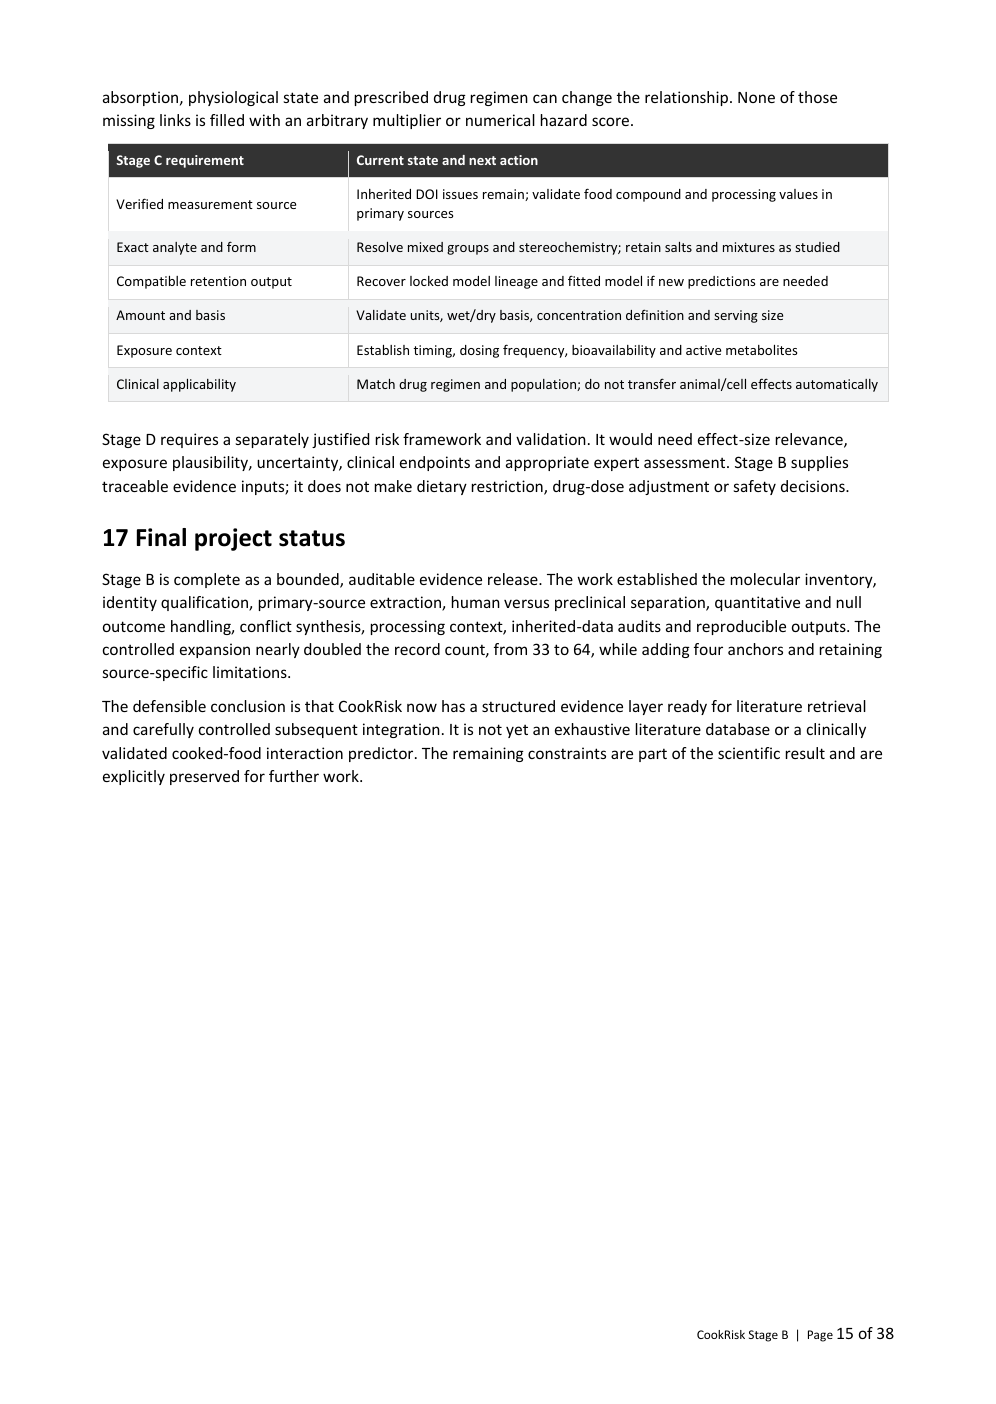 absorption, physiological state and prescribed drug regimen can change the relationship. None of those
missing links is filled with an arbitrary multiplier or numerical hazard score.
Stage C requirement | Current state and next action
Verified measurement source | Inherited DOI issues remain; validate food compound and processing values in
primary sources
Exact analyte and form | Resolve mixed groups and stereochemistry; retain salts and mixtures as studied
Compatible retention output | Recover locked model lineage and fitted model if new predictions are needed
Amount and basis | Validate units, wet/dry basis, concentration definition and serving size
Exposure context | Establish timing, dosing frequency, bioavailability and active metabolites
Clinical applicability | Match drug regimen and population; do not transfer animal/cell effects automatically
Stage D requires a separately justified risk framework and validation. It would need effect-size relevance,
exposure plausibility, uncertainty, clinical endpoints and appropriate expert assessment. Stage B supplies
traceable evidence inputs; it does not make dietary restriction, drug-dose adjustment or safety decisions.
17 Final project status
Stage B is complete as a bounded, auditable evidence release. The work established the molecular inventory,
identity qualification, primary-source extraction, human versus preclinical separation, quantitative and null
outcome handling, conflict synthesis, processing context, inherited-data audits and reproducible outputs. The
controlled expansion nearly doubled the record count, from 33 to 64, while adding four anchors and retaining
source-specific limitations.
The defensible conclusion is that CookRisk now has a structured evidence layer ready for literature retrieval
and carefully controlled subsequent integration. It is not yet an exhaustive literature database or a clinically
validated cooked-food interaction predictor. The remaining constraints are part of the scientific result and are
explicitly preserved for further work.
CookRisk Stage B | Page 15 of 38